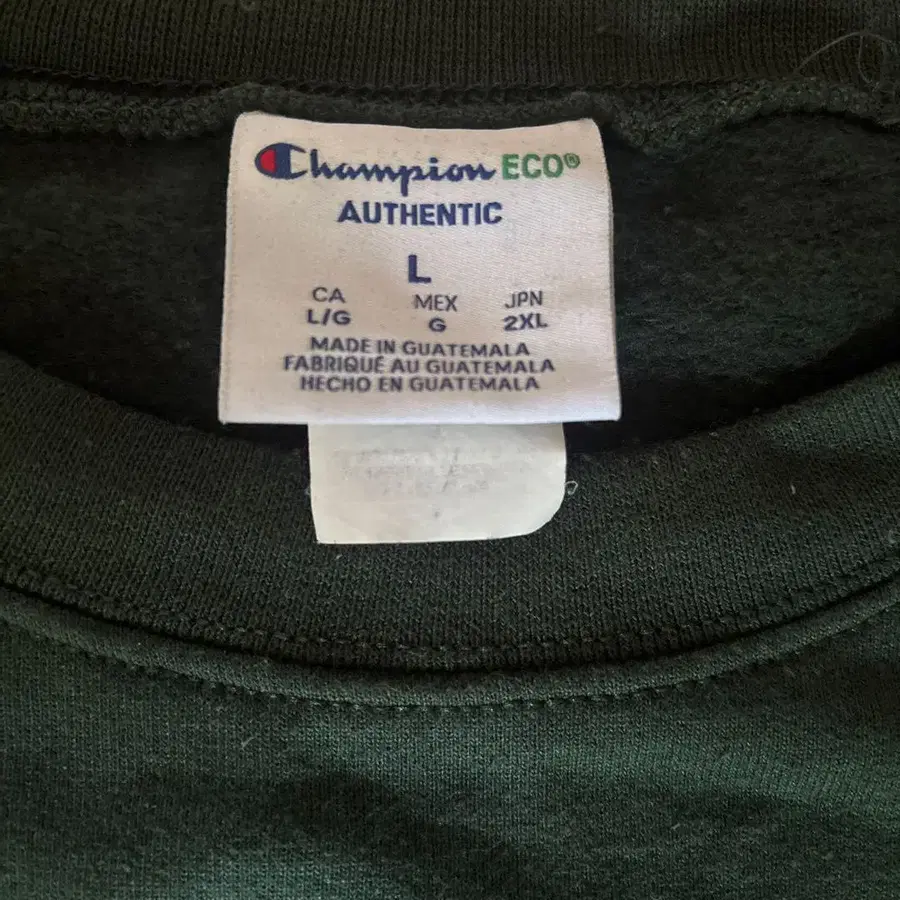 Champion ECO®
AUTHENTIC
L
CA MEX JPN
L/G G 2XL
MADE IN GUATEMALA
FABRIQUÉ AU GUATEMALA
HECHO EN GUATEMALA